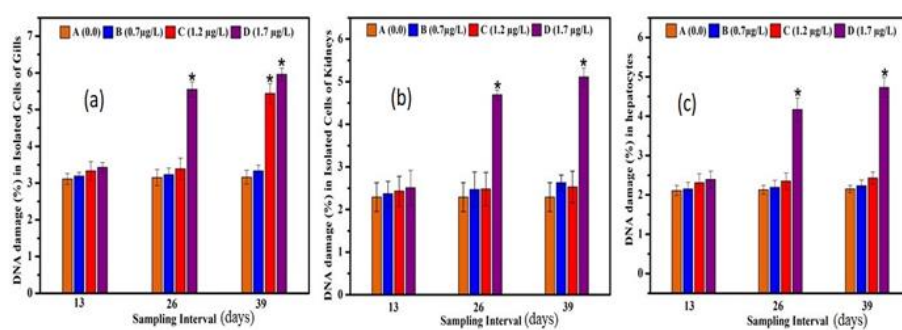 A (0.0) B (0.7µg/L) C (1.2 µg/L) D (1.7 µg/L)
DNA damage (%) in Isolated Cells of Gills
7
6
5
4
3
2
1
0
(a)
*
* *
13 26 39
Sampling Interval (days)
A (0.0) B (0.7µg/L) C (1.2 µg/L) D (1.7 µg/L)
DNA damage (%) in Isolated Cells of Kidneys
6
5
4
3
2
1
0
(b)
*
*
13 26 39
Sampling Interval (days)
A (0.0) B (0.7µg/L) C (1.2 µg/L) D (1.7 µg/L)
DNA damage (%) in hepatocytes
6
5
4
3
2
1
0
(c)
*
*
13 26 39
Sampling Interval (days)